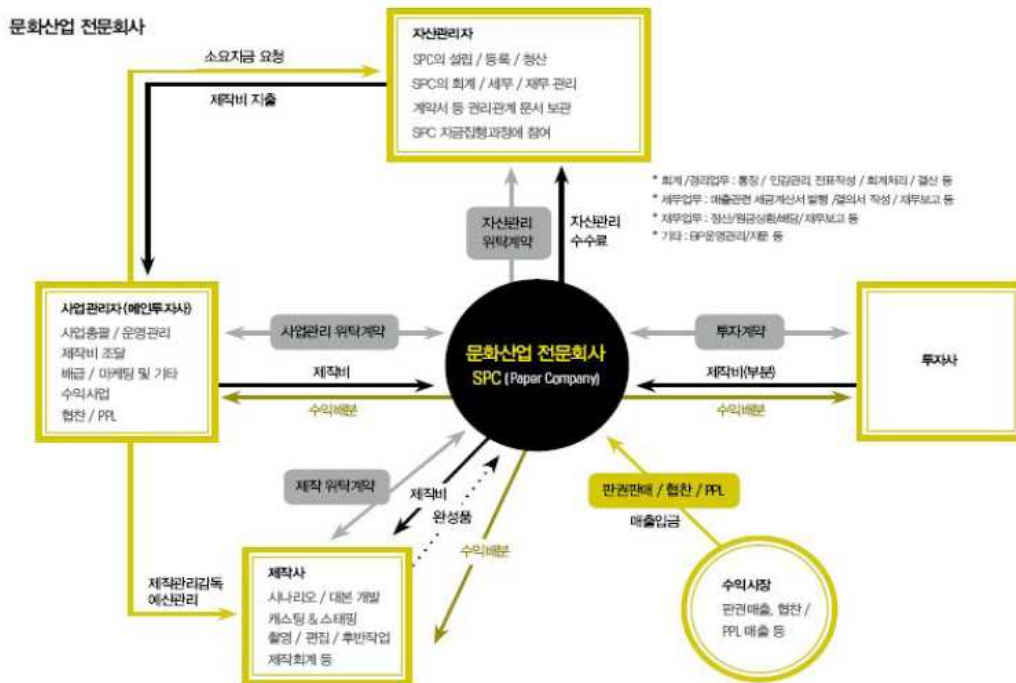 문화산업 전문회사
소요자금 요청
제작비 지출
자산관리자
SPC의 설립 / 등록 / 청산
SPC의 회계 / 세무 / 재무 관리
계약서 등 권리관계 문서 보관
SPC 자금집행과정에 참여
* 회계 /경리업무 : 통장 / 인감관리, 전표작성 / 회계처리 / 결산 등
* 세무업무 : 매출관련 세금계산서 발행 /결의서 작성 / 재무보고 등
* 재무업무 : 정산/원금상환/배당/ 재무보고 등
* 기타 : 운영관리/자문 등
자산관리
위탁계약
자산관리
수수료
사업관리자(메인투자사)
사업총괄 / 운영관리
제작비 조달
배급 / 마케팅 및 기타
수익사업
협찬 / PPL
사업관리 위탁계약
제작비
수익배분
문화산업 전문회사
SPC (Paper Company)
투자계약
제작비(부분)
수익배분
투자사
제작 위탁계약
제작비
완성품
수익배분
판권판매 / 협찬 / PPL
매출입금
제작관리감독
예산관리
제작사
시나리오 / 대본 개발
캐스팅 & 스태핑
촬영 / 편집 / 후반작업
제작회계 등
수익시장
판권매출, 협찬 /
PPL 매출 등